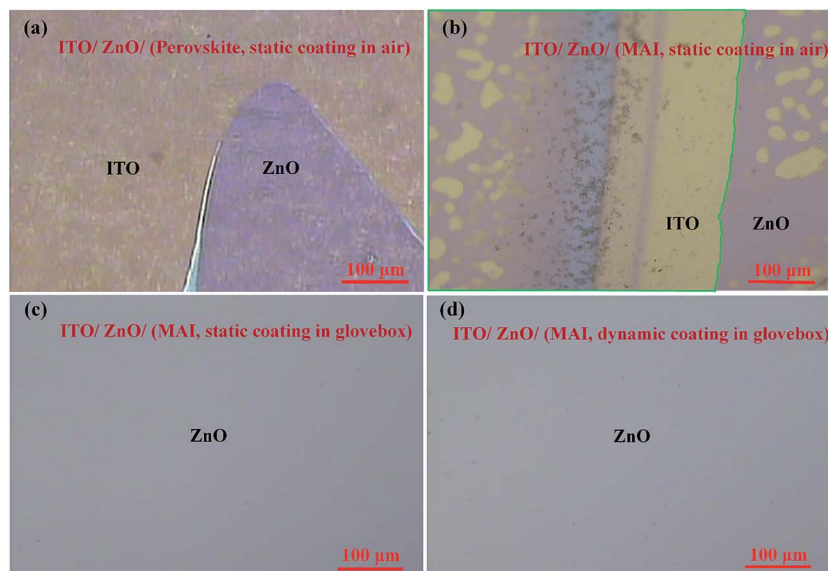 (a)
ITO/ ZnO/ (Perovskite, static coating in air)
ITO
ZnO
100 μm
(b)
ITO/ ZnO/ (MAI, static coating in air)
ITO
ZnO
100 μm
(c)
ITO/ ZnO/ (MAI, static coating in glovebox)
ZnO
100 μm
(d)
ITO/ ZnO/ (MAI, dynamic coating in glovebox)
ZnO
100 μm